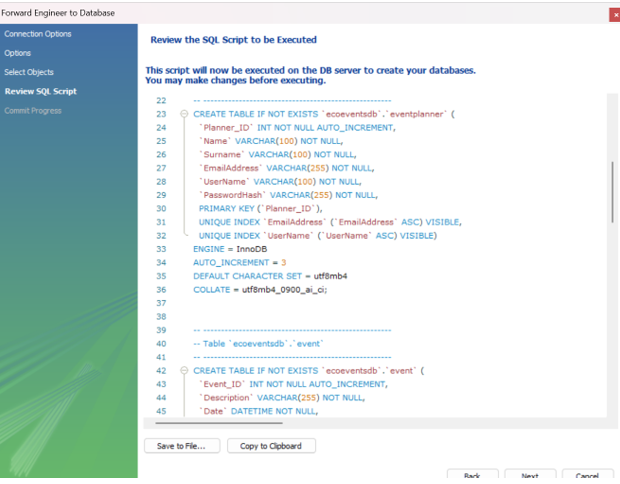 Forward Engineer to Database
Connection Options
Options
Select Objects
Review SQL Script
Commit Progress
Review the SQL Script to be Executed
This script will now be executed on the DB server to create your databases.
You may make changes before executing.
22 -- -----------------------------------------------------
23 CREATE TABLE IF NOT EXISTS `ecoeventsdb`.`eventplanner` (
24 `Planner_ID` INT NOT NULL AUTO_INCREMENT,
25 `Name` VARCHAR(100) NOT NULL,
26 `Surname` VARCHAR(100) NOT NULL,
27 `EmailAddress` VARCHAR(255) NOT NULL,
28 `UserName` VARCHAR(100) NOT NULL,
29 `PasswordHash` VARCHAR(255) NOT NULL,
30 PRIMARY KEY (`Planner_ID`),
31 UNIQUE INDEX `EmailAddress` (`EmailAddress` ASC) VISIBLE,
32 UNIQUE INDEX `UserName` (`UserName` ASC) VISIBLE)
33 ENGINE = InnoDB
34 AUTO_INCREMENT = 3
35 DEFAULT CHARACTER SET = utf8mb4
36 COLLATE = utf8mb4_0900_ai_ci;
37
38
39 -- -----------------------------------------------------
40 -- Table `ecoeventsdb`.`event`
41 -- -----------------------------------------------------
42 CREATE TABLE IF NOT EXISTS `ecoeventsdb`.`event` (
43 `Event_ID` INT NOT NULL AUTO_INCREMENT,
44 `Description` VARCHAR(255) NOT NULL,
45 `Date` DATETIME NOT NULL,
Save to File... Copy to Clipboard
Back Next Cancel